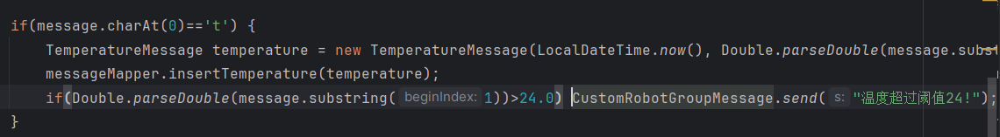 if(message.charAt(0)=='t') {
TemperatureMessage temperature = new TemperatureMessage(LocalDateTime.now(), Double.parseDouble(message.subst
messageMapper.insertTemperature(temperature);
if(Double.parseDouble(message.substring( beginIndex: 1))>24.0) CustomRobotGroupMessage.send( s: "温度超过阈值24!");
}